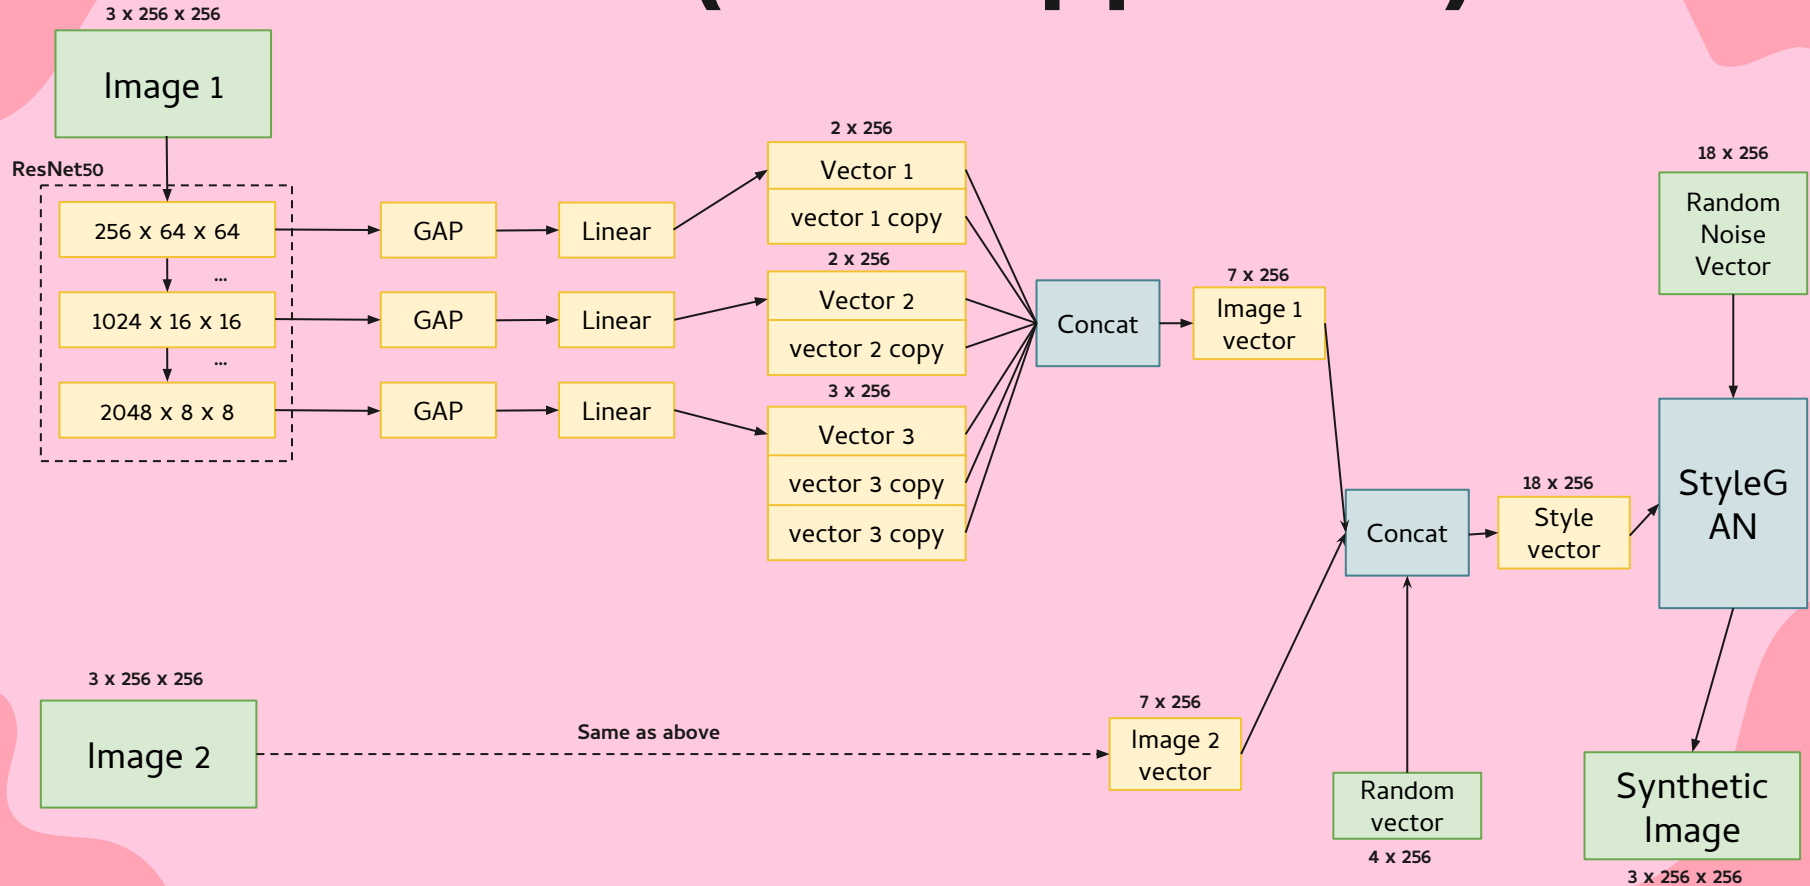 3 x 256 x 256
Image 1
ResNet50
256 x 64 x 64
...
1024 x 16 x 16
...
2048 x 8 x 8
GAP
Linear
GAP
Linear
GAP
Linear
2 x 256
Vector 1
vector 1 copy
2 x 256
Vector 2
vector 2 copy
3 x 256
Vector 3
vector 3 copy
vector 3 copy
Concat
7 x 256
Image 1
vector
3 x 256 x 256
Image 2
Same as above
7 x 256
Image 2
vector
Concat
Random
vector
4 x 256
18 x 256
Style
vector
18 x 256
Random
Noise
Vector
StyleG
AN
Synthetic
Image
3 x 256 x 256